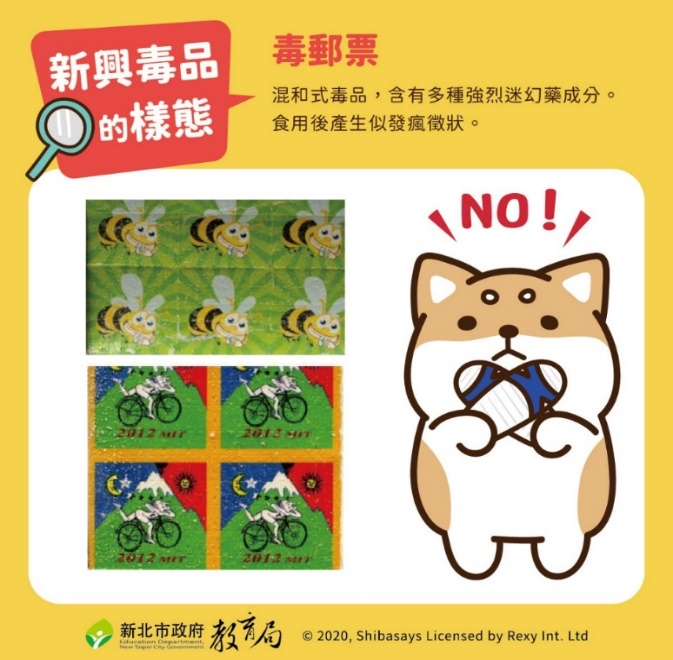 新興毒品
的樣態
毒郵票
混和式毒品，含有多種強烈迷幻藥成分。
食用後產生似發瘋徵狀。
NO!
2012 MIT
2012 MIT
2012 MIT
2012 MIT
新北市政府
Education Department,
New Taipei City Government
教育局
© 2020, Shibasays Licensed by Rexy Int. Ltd